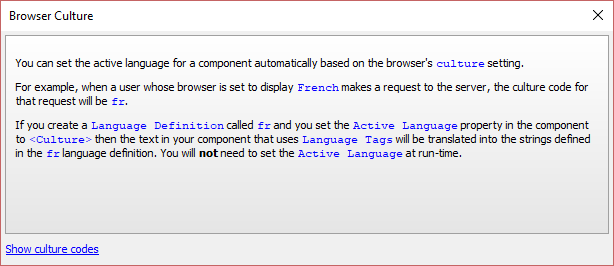 Browser Culture
You can set the active language for a component automatically based on the browser's culture setting.
For example, when a user whose browser is set to display French makes a request to the server, the culture code for
that request will be fr.
If you create a Language Definition called fr and you set the Active Language property in the component
to <Culture> then the text in your component that uses Language Tags will be translated into the strings defined
in the fr language definition. You will not need to set the Active Language at run-time.
Show culture codes